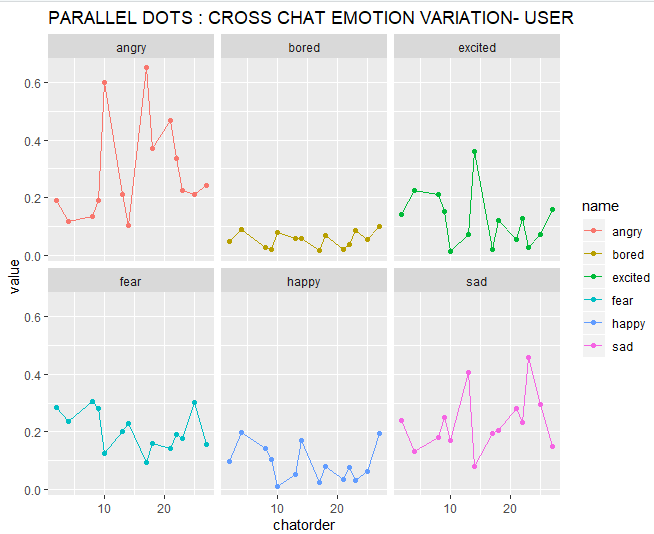 PARALLEL DOTS : CROSS CHAT EMOTION VARIATION- USER
angry bored excited
0.6
0.4
0.2
0.0
value
fear happy sad
0.6
0.4
0.2
0.0
10 20 10 20 10 20
chatorder
name
angry
bored
excited
fear
happy
sad